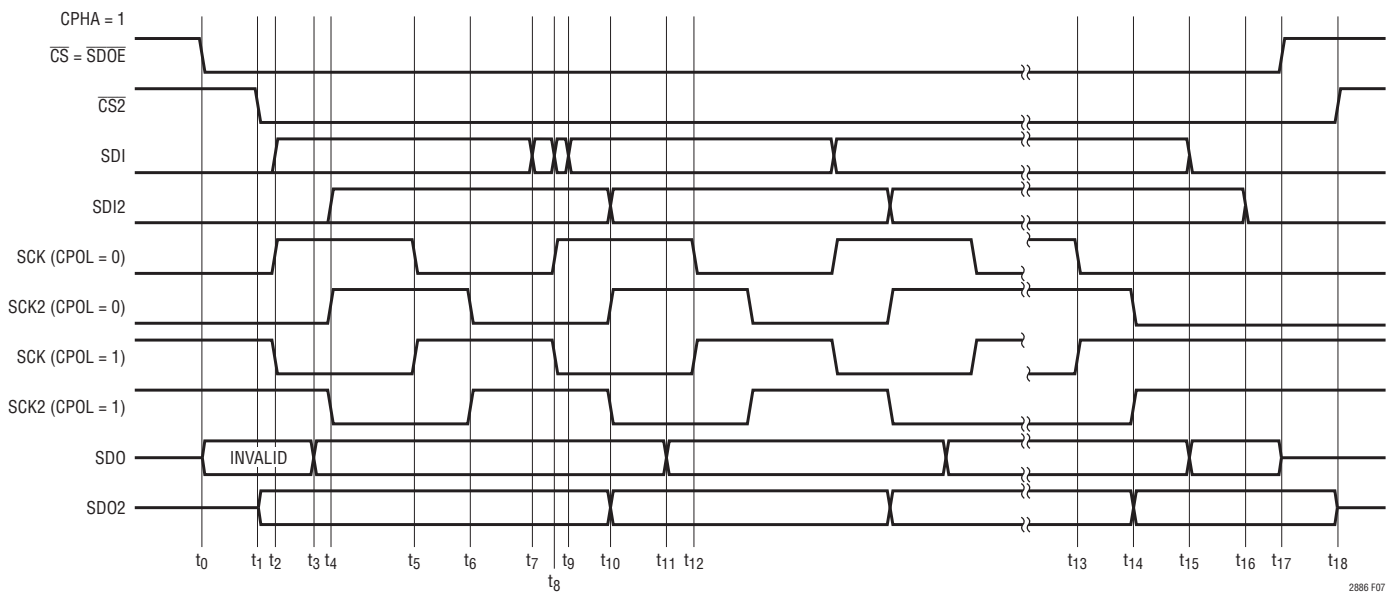 CPHA = 1
CS = SDOE
CS2
SDI
SDI2
SCK (CPOL = 0)
SCK2 (CPOL = 0)
SCK (CPOL = 1)
SCK2 (CPOL = 1)
SDO INVALID
SDO2
t0 t1 t2 t3 t4 t5 t6 t7 t8 t9 t10 t11 t12 t13 t14 t15 t16 t17 t18
2886 F07